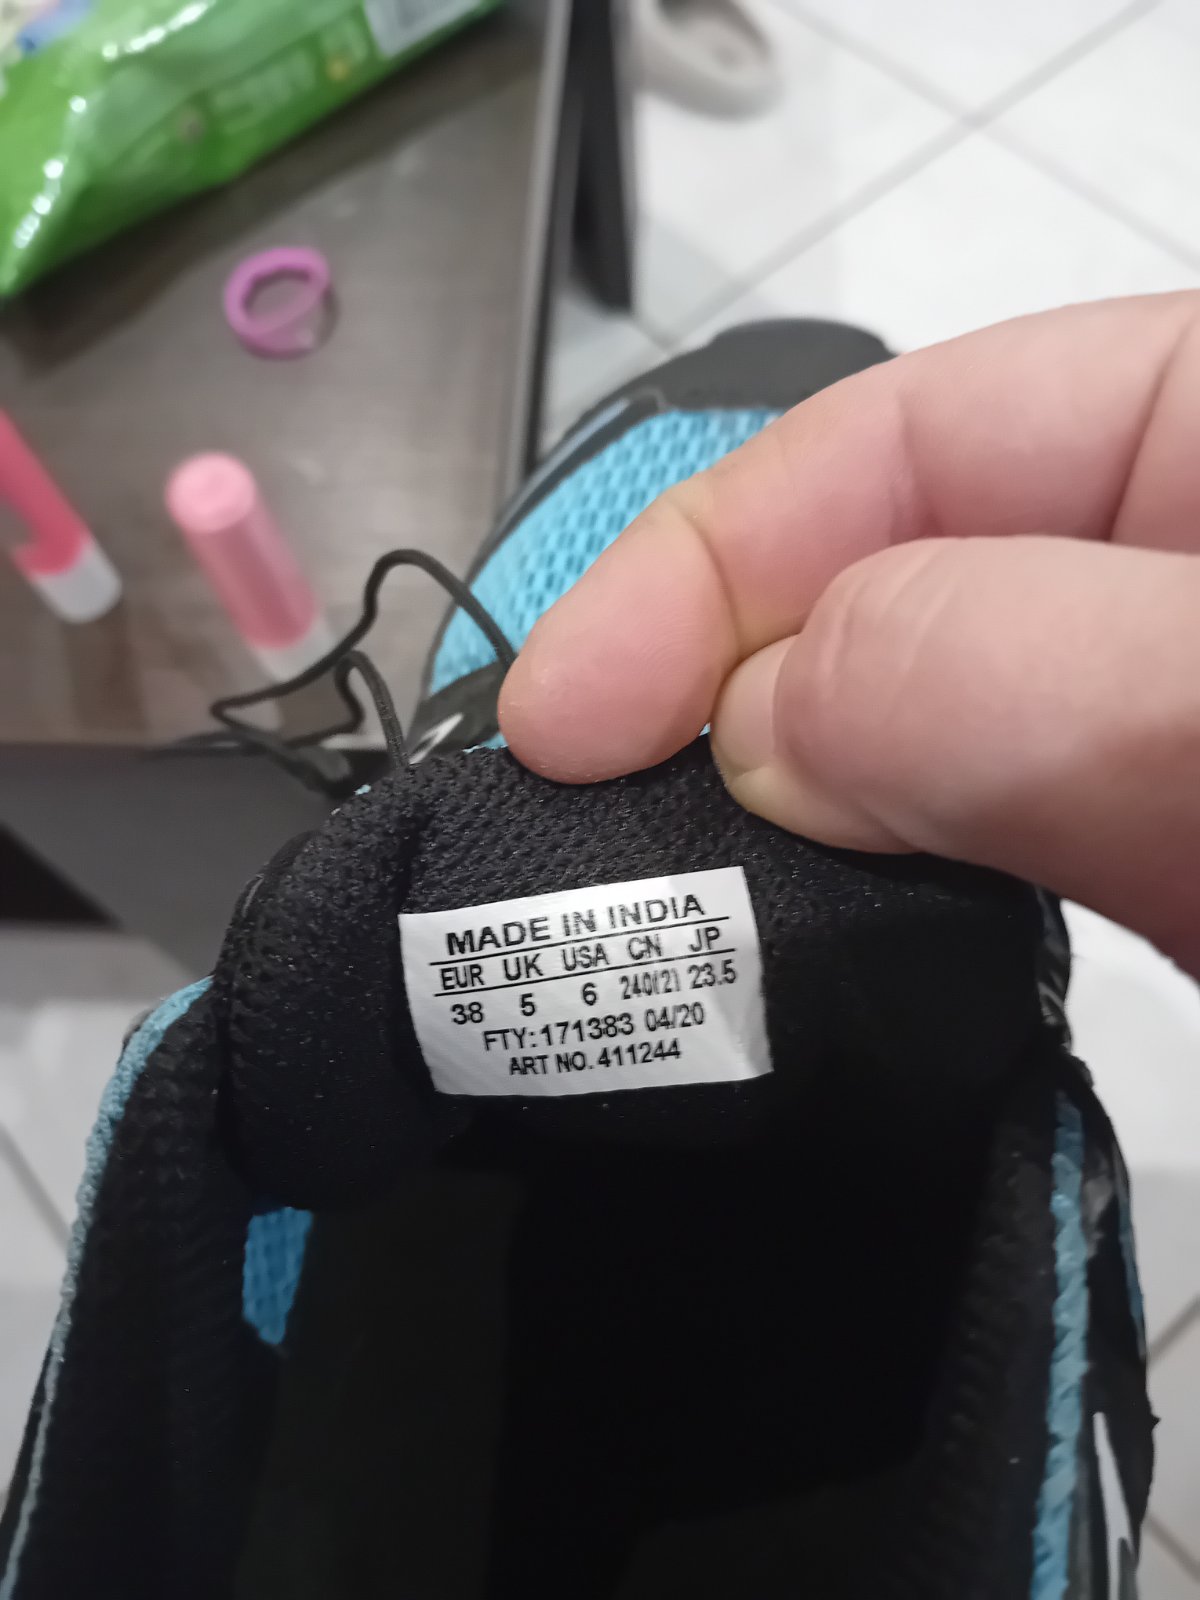 MADE IN INDIA
EUR UK USA CN JP
38 5 6 240(2) 23.5
FTY: 171383 04/20
ART NO. 411244